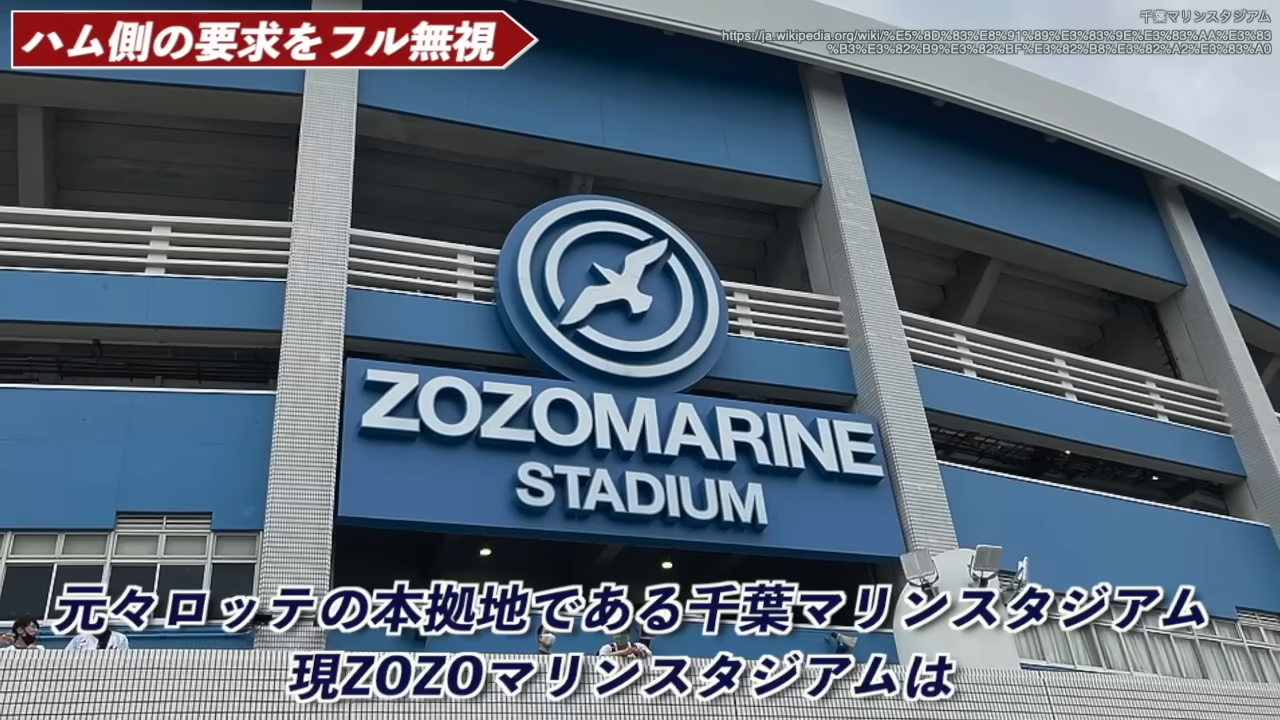 ハム側の要求をフル無視
千葉マリンスタジアム
https://ja.wikipedia.org/wiki/%E5%8D%83%E8%91%89%E3%83%9E%E3%83%AA%E3%83
%B3%E3%82%B9%E3%82%BF%E3%82%B8%E3%82%A2%E3%83%A0
ZOZOMARINE
STADIUM
元々ロッテの本拠地である千葉マリンスタジアム
現ZOZOマリンスタジアムは